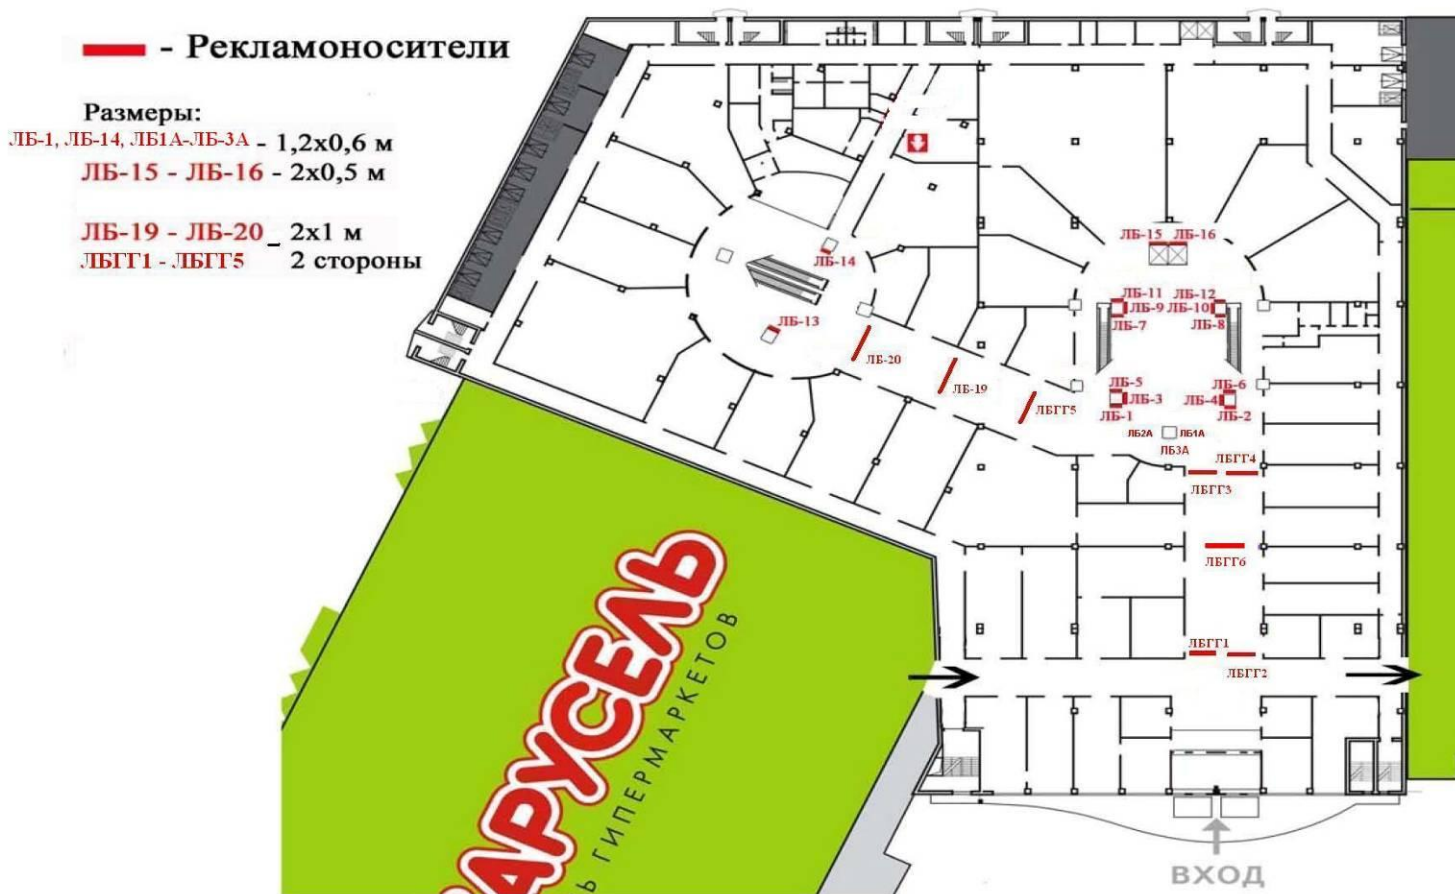 - Рекламоносители
Размеры:
ЛБ-1, ЛБ-14, ЛБ1А-ЛБ-3А - 1,2х0,6 м
ЛБ-15 - ЛБ-16 - 2х0,5 м
ЛБ-19 - ЛБ-20 - 2х1 м
ЛБГГ1 - ЛБГГ5 2 стороны
ЛБ-15 ЛБ-16
ЛБ-14
ЛБ-11 ЛБ-12
ЛБ-9 ЛБ-10
ЛБ-7 ЛБ-8
ЛБ-13
ЛБ-20
ЛБ-19
ЛБГГ5
ЛБ-5 ЛБ-6
ЛБ-3 ЛБ-4
ЛБ-1 ЛБ-2
ЛБ2А ЛБ1А
ЛБ3А
ЛБГГ4
ЛБГГ3
ЛБГГ6
ЛБГГ1
ЛБГГ2
АРУСЕЛЬ
Ь ГИПЕРМАРКЕТОВ
ВХОД